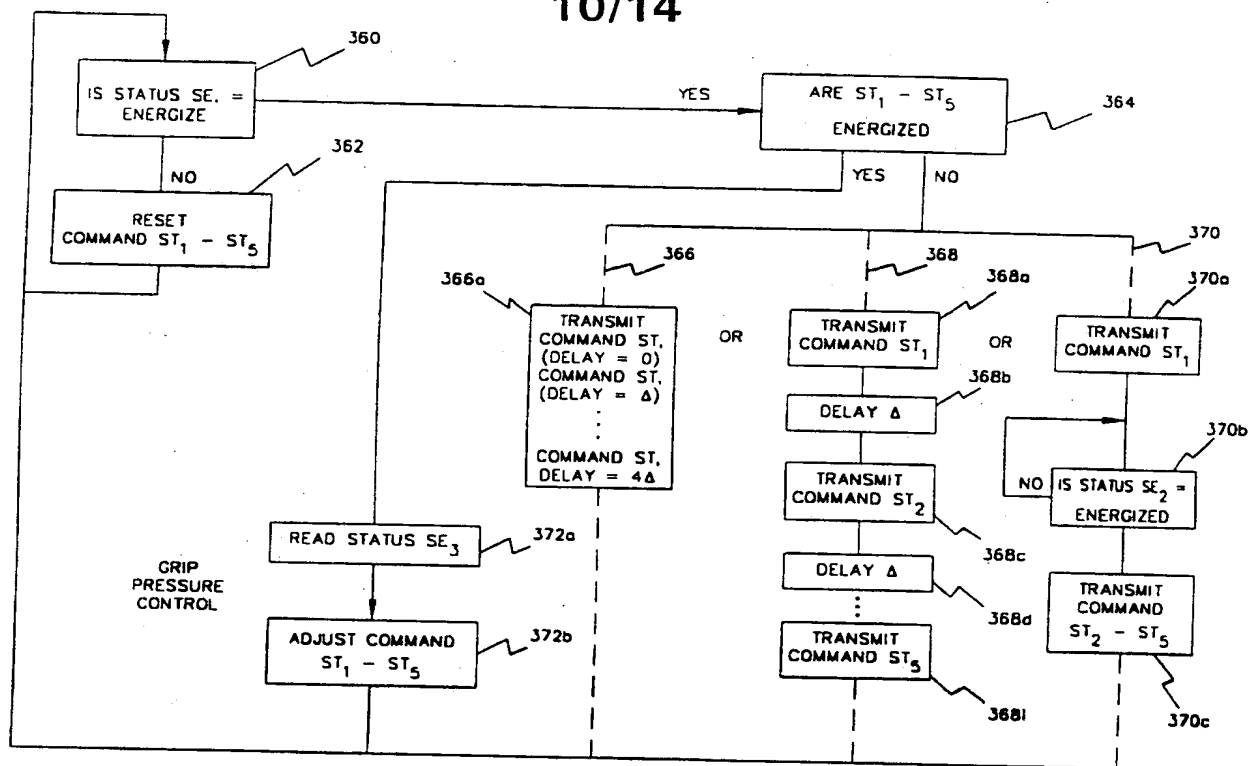 10/14
360
IS STATUS SE. =
ENERGIZE
YES
ARE ST₁ - ST₅
ENERGIZED
364
362
NO
YES
NO
RESET
COMMAND ST₁ - ST₅
366
368
370
366a
368a
370a
TRANSMIT
COMMAND ST,
(DELAY = 0)
COMMAND ST,
(DELAY = Δ)
⋮
COMMAND ST,
DELAY = 4Δ
OR
TRANSMIT
COMMAND ST₁
OR
TRANSMIT
COMMAND ST₁
368b
DELAY Δ
370b
TRANSMIT
COMMAND ST₂
NO
IS STATUS SE₂ =
ENERGIZED
368c
READ STATUS SE₃
372a
DELAY Δ
368d
⋮
GRIP
PRESSURE
CONTROL
TRANSMIT
COMMAND
ST₂ - ST₅
ADJUST COMMAND
ST₁ - ST₅
372b
TRANSMIT
COMMAND ST₅
368i
370c